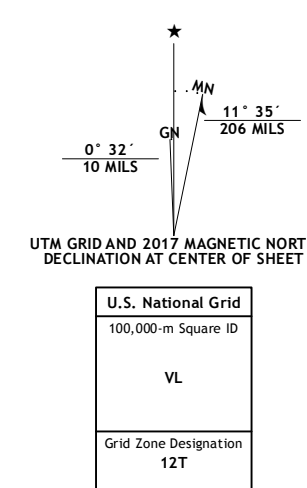 ★
MN
11° 35´
206 MILS
GN
0° 32´
10 MILS
UTM GRID AND 2017 MAGNETIC NORT
DECLINATION AT CENTER OF SHEET
U.S. National Grid
100,000-m Square ID
VL
Grid Zone Designation
12T